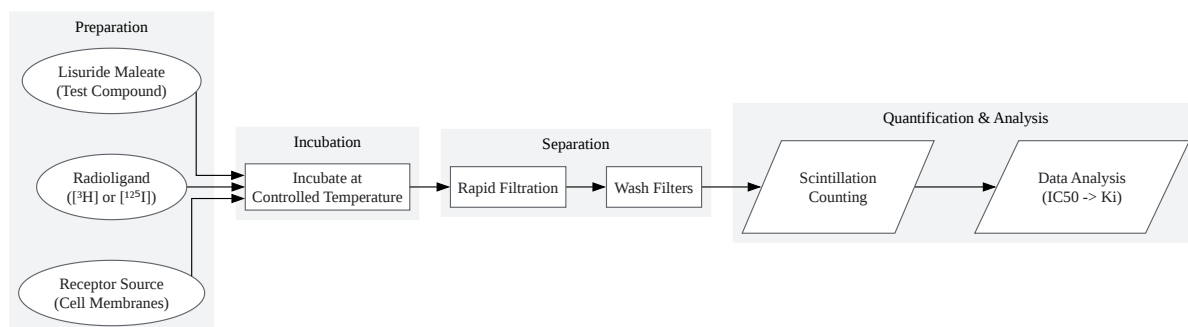 Preparation
Lisuride Maleate
(Test Compound)
Radioligand
([³H] or [¹²⁵I])
Receptor Source
(Cell Membranes)
Incubation
Incubate at
Controlled Temperature
Separation
Rapid Filtration
Wash Filters
Quantification & Analysis
Scintillation
Counting
Data Analysis
(IC50 -> Ki)